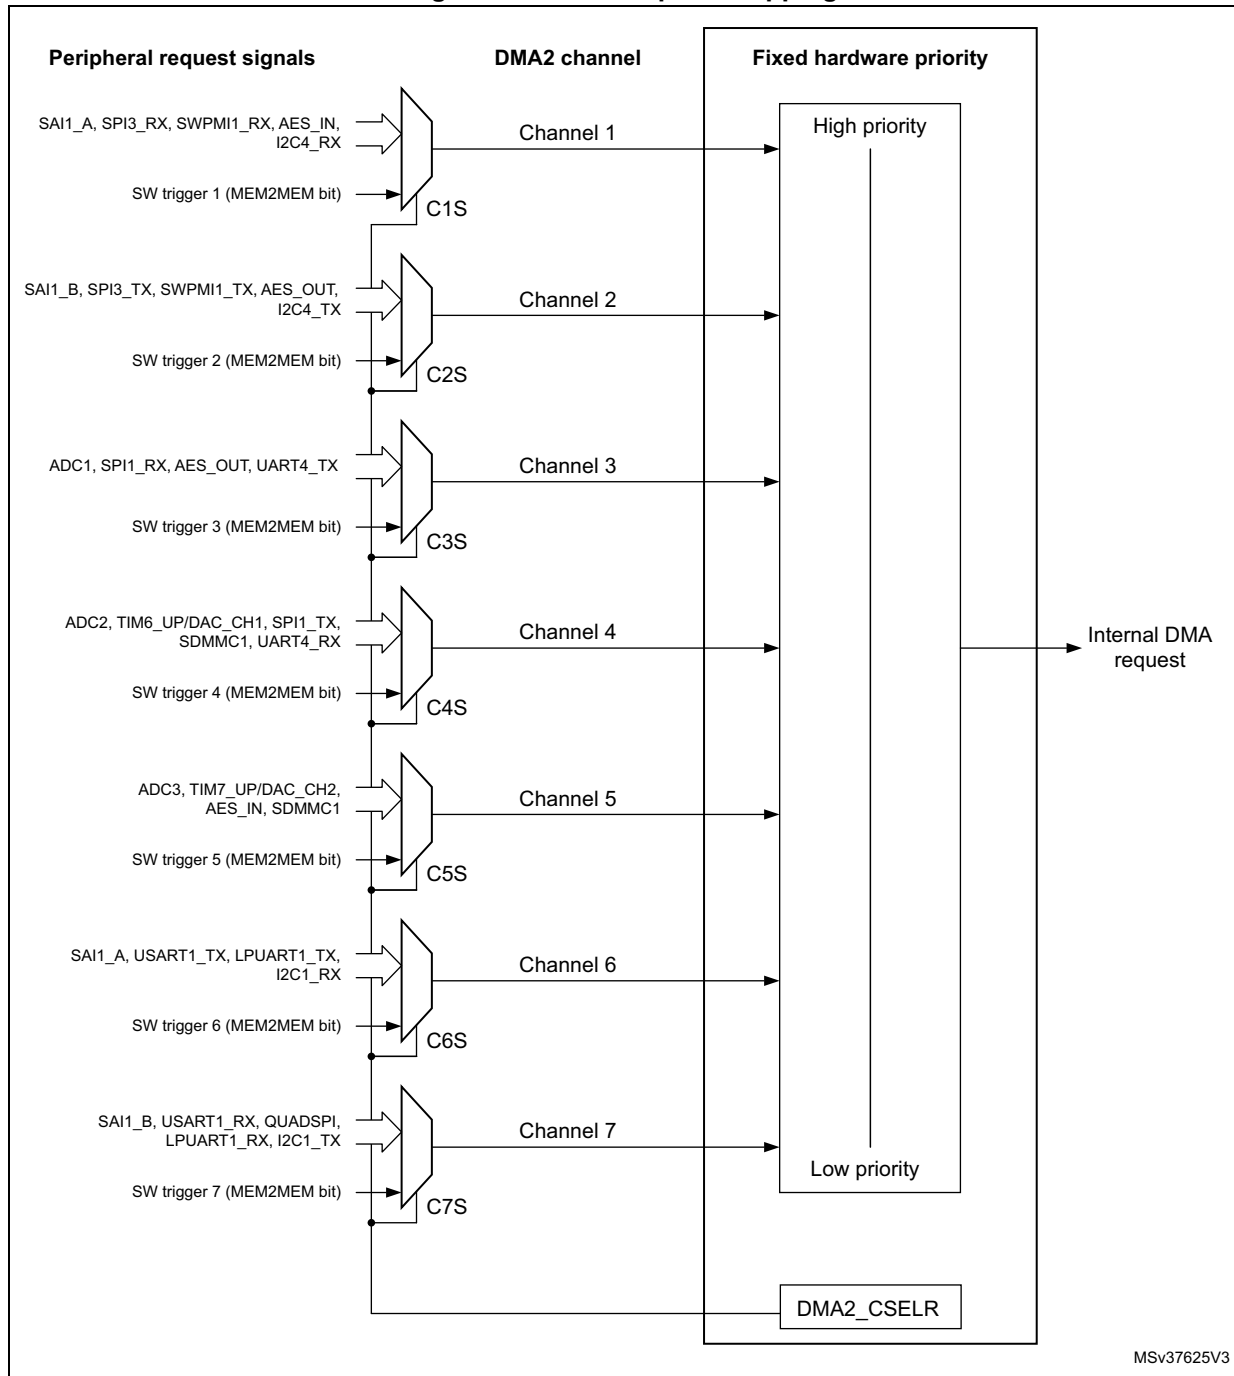 Peripheral request signals
DMA2 channel
Fixed hardware priority
SAI1_A, SPI3_RX, SWPMI1_RX, AES_IN,
I2C4_RX
SW trigger 1 (MEM2MEM bit)
C1S
Channel 1
High priority
SAI1_B, SPI3_TX, SWPMI1_TX, AES_OUT,
I2C4_TX
SW trigger 2 (MEM2MEM bit)
C2S
Channel 2
ADC1, SPI1_RX, AES_OUT, UART4_TX
SW trigger 3 (MEM2MEM bit)
C3S
Channel 3
ADC2, TIM6_UP/DAC_CH1, SPI1_TX,
SDMMC1, UART4_RX
SW trigger 4 (MEM2MEM bit)
C4S
Channel 4
Internal DMA
request
ADC3, TIM7_UP/DAC_CH2,
AES_IN, SDMMC1
SW trigger 5 (MEM2MEM bit)
C5S
Channel 5
SAI1_A, USART1_TX, LPUART1_TX,
I2C1_RX
SW trigger 6 (MEM2MEM bit)
C6S
Channel 6
SAI1_B, USART1_RX, QUADSPI,
LPUART1_RX, I2C1_TX
SW trigger 7 (MEM2MEM bit)
C7S
Channel 7
Low priority
DMA2_CSELR
MSv37625V3